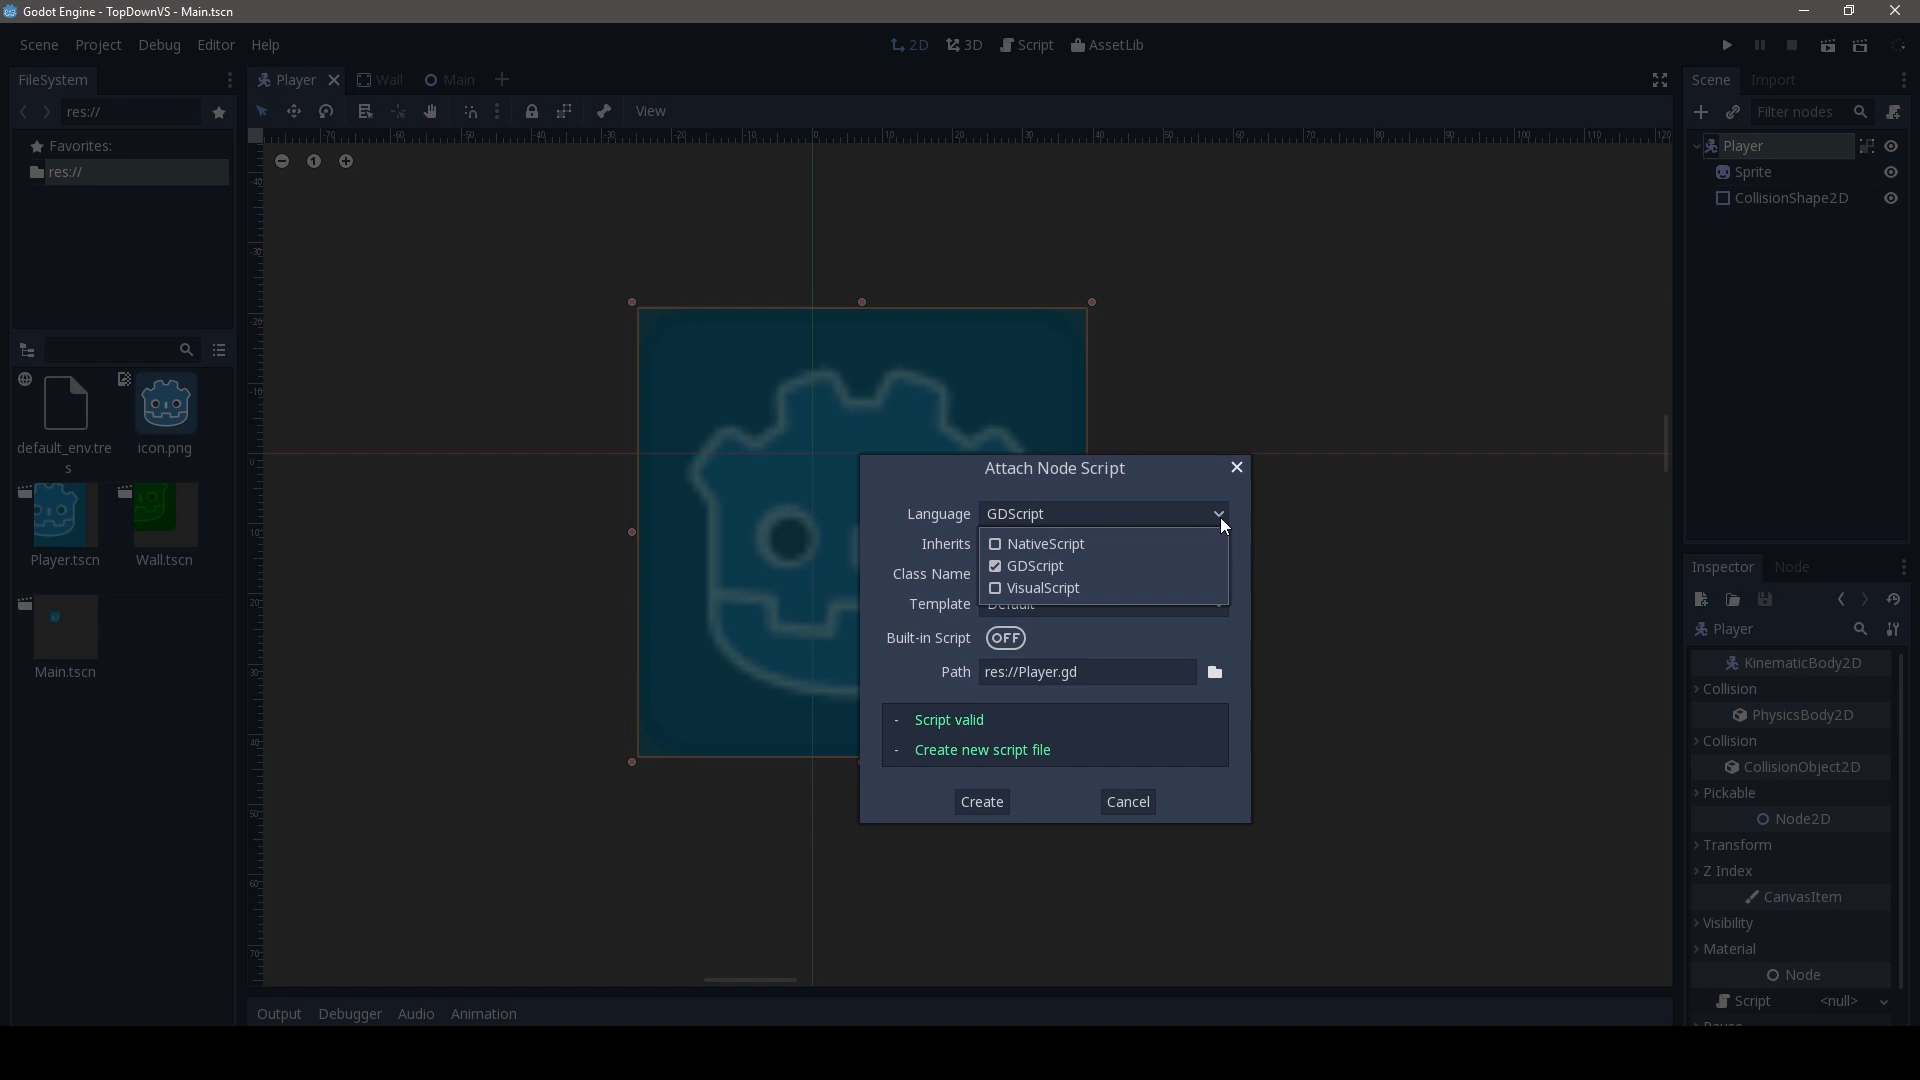 Godot Engine - TopDownVS - Main.tscn
Scene Project Debug Editor Help
2D 3D Script AssetLib
FileSystem
res://
Favorites:
res://
default_env.tre
s
icon.png
Player.tscn
Wall.tscn
Main.tscn
Player Wall Main
View
Attach Node Script
Language GDScript
Inherits
NativeScript
GDScript
VisualScript
Class Name
Template Default
Built-in Script OFF
Path res://Player.gd
- Script valid
- Create new script file
Create Cancel
Output Debugger Audio Animation
Scene Import
Filter nodes
Player
Sprite
CollisionShape2D
Inspector Node
Player
KinematicBody2D
Collision
PhysicsBody2D
Collision
CollisionObject2D
Pickable
Node2D
Transform
Z Index
CanvasItem
Visibility
Material
Node
Script <null>
Pause